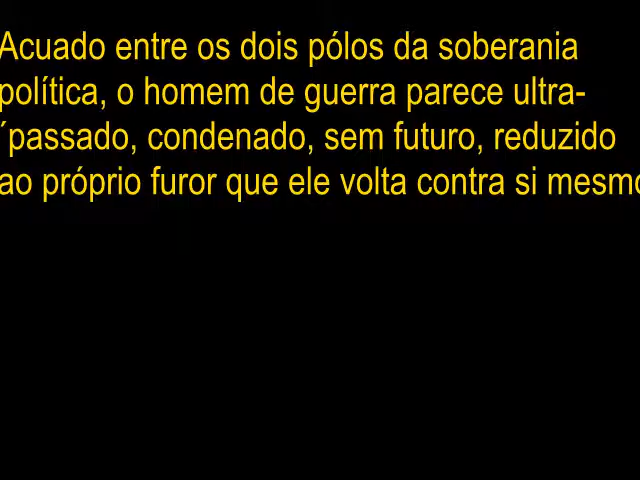 Acuado entre os dois pólos da soberania
política, o homem de guerra parece ultra-
´passado, condenado, sem futuro, reduzido
ao próprio furor que ele volta contra si mesmo